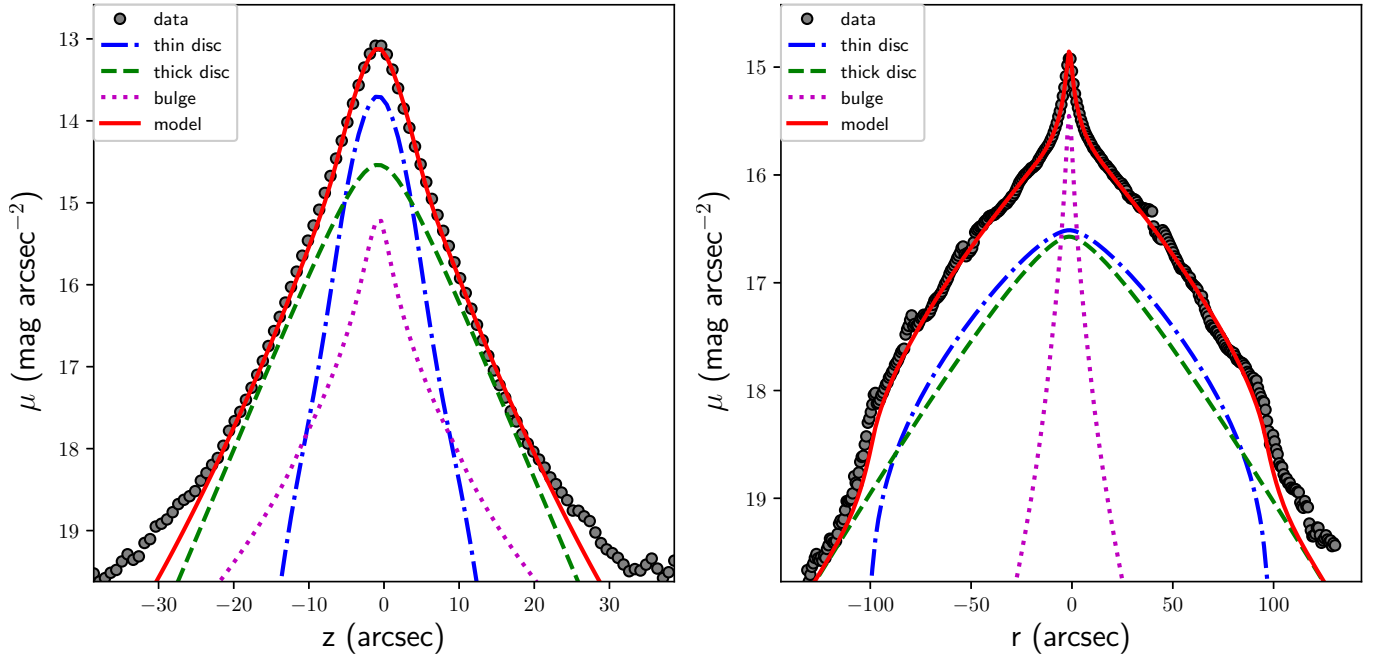 data
thin disc
thick disc
bulge
model
13
14
15
16
17
18
19
μ (mag arcsec⁻²)
−30 −20 −10 0 10 20 30
z (arcsec)
data
thin disc
thick disc
bulge
model
15
16
17
18
19
μ (mag arcsec⁻²)
−100 −50 0 50 100
r (arcsec)